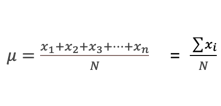 μ = (x₁+x₂+x₃+⋯+xₙ)/N = ∑xᵢ/N